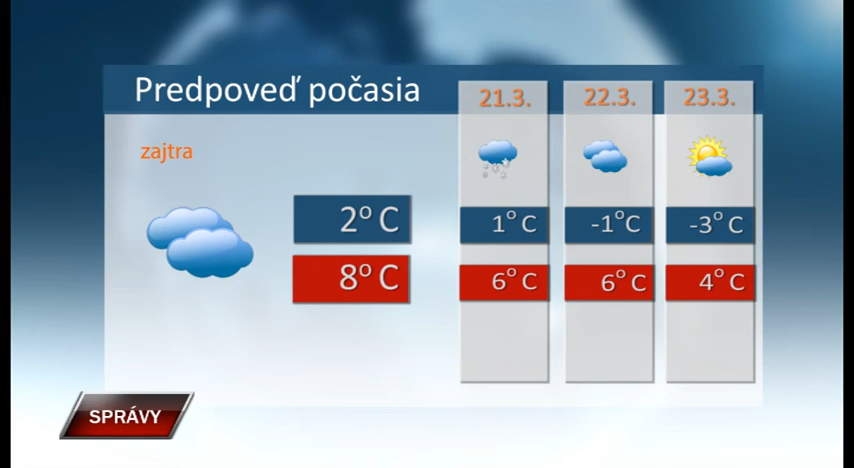 Predpoveď počasia
zajtra
2° C
8° C
21.3.
1° C
6° C
22.3.
-1°C
6° C
23.3.
-3° C
4° C
SPRÁVY